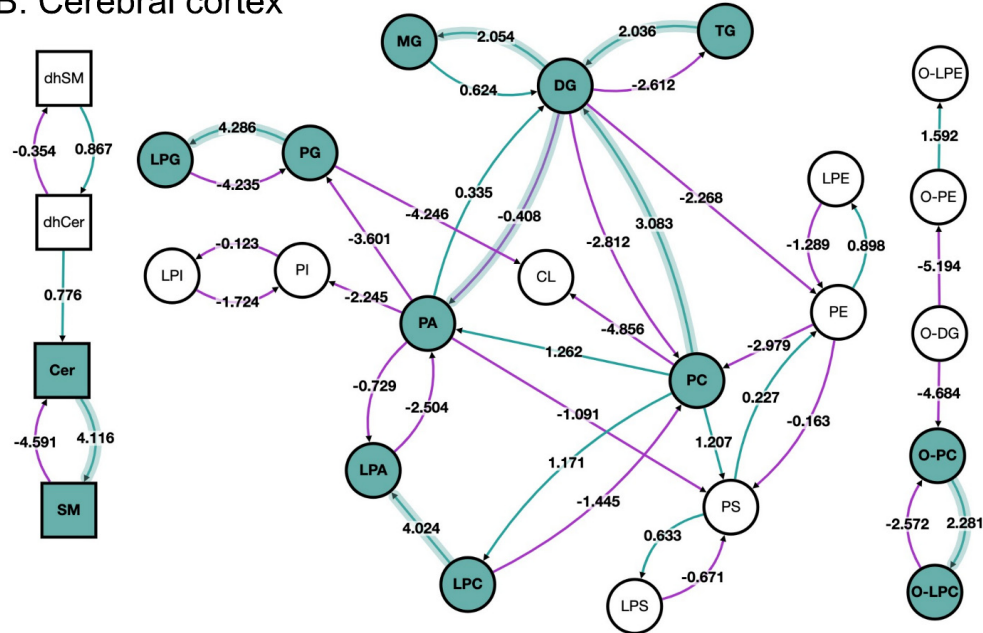 B. Cerebral cortex
MG
2.054
2.036
TG
dhSM
O-LPE
DG
0.624
-2.612
4.286
1.592
-0.354
0.867
LPG
PG
LPE
-4.235
0.335
-2.268
O-PE
dhCer
-4.246
-0.408
3.083
-0.123
-3.601
-2.812
-1.289
0.898
LPI
PI
CL
-5.194
0.776
-1.724
-2.245
PE
PA
-4.856
O-DG
1.262
-2.979
Cer
PC
-0.729
-4.684
-2.504
-1.091
0.227
-0.163
-4.591
4.116
1.207
O-PC
LPA
1.171
-1.445
SM
PS
4.024
-2.572
2.281
0.633
LPC
-0.671
O-LPC
LPS